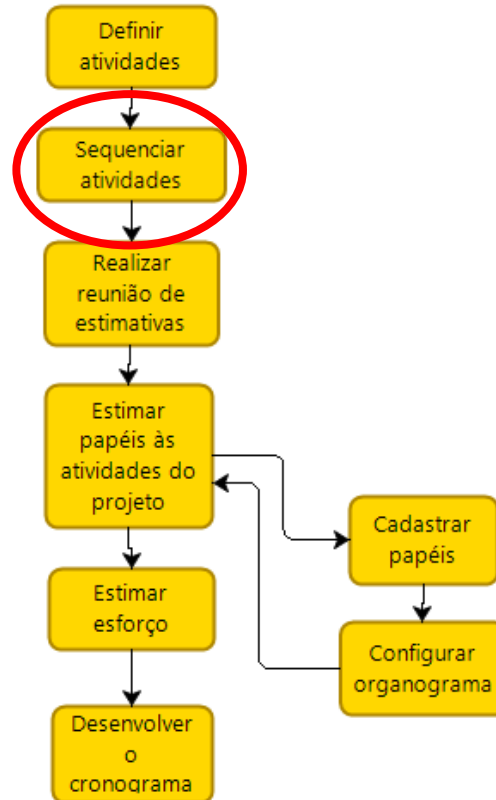 Definir
atividades
Sequenciar
atividades
Realizar
reunião de
estimativas
Estimar
papéis às
atividades do
projeto
Cadastrar
papéis
Estimar
esforço
Configurar
organograma
Desenvolver
o
cronograma